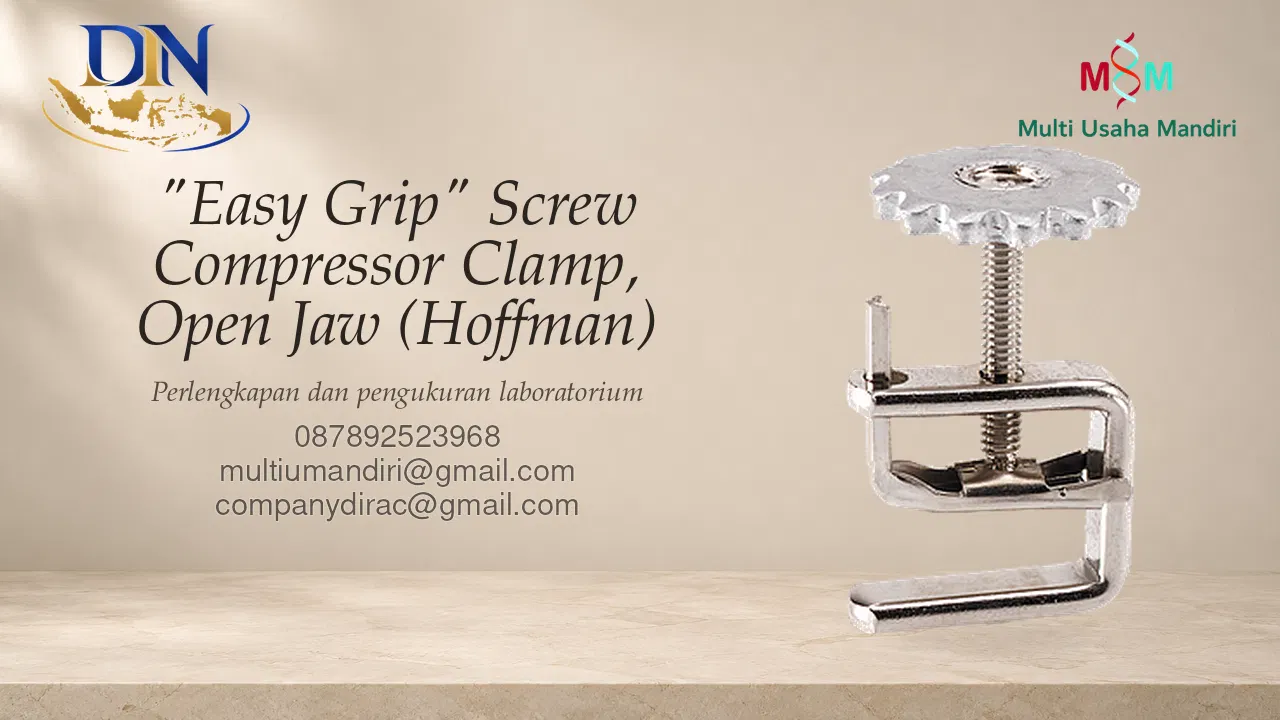 DN
M M
Multi Usaha Mandiri
"Easy Grip" Screw
Compressor Clamp,
Open Jaw (Hoffman)
Perlengkapan dan pengukuran laboratorium
087892523968
multiumandiri@gmail.com
companydirac@gmail.com